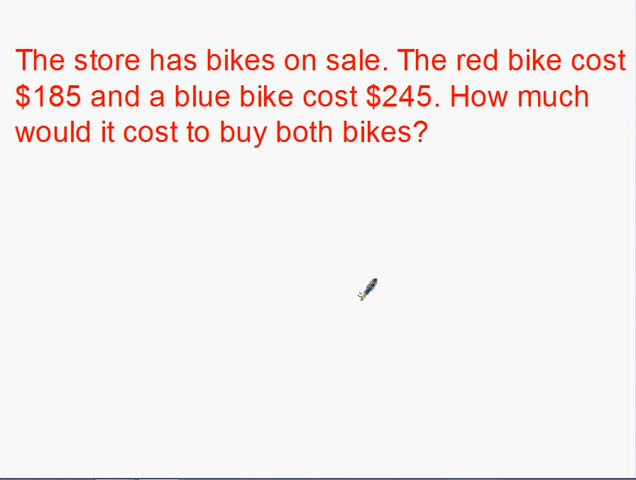 The store has bikes on sale. The red bike cost
$185 and a blue bike cost $245. How much
would it cost to buy both bikes?